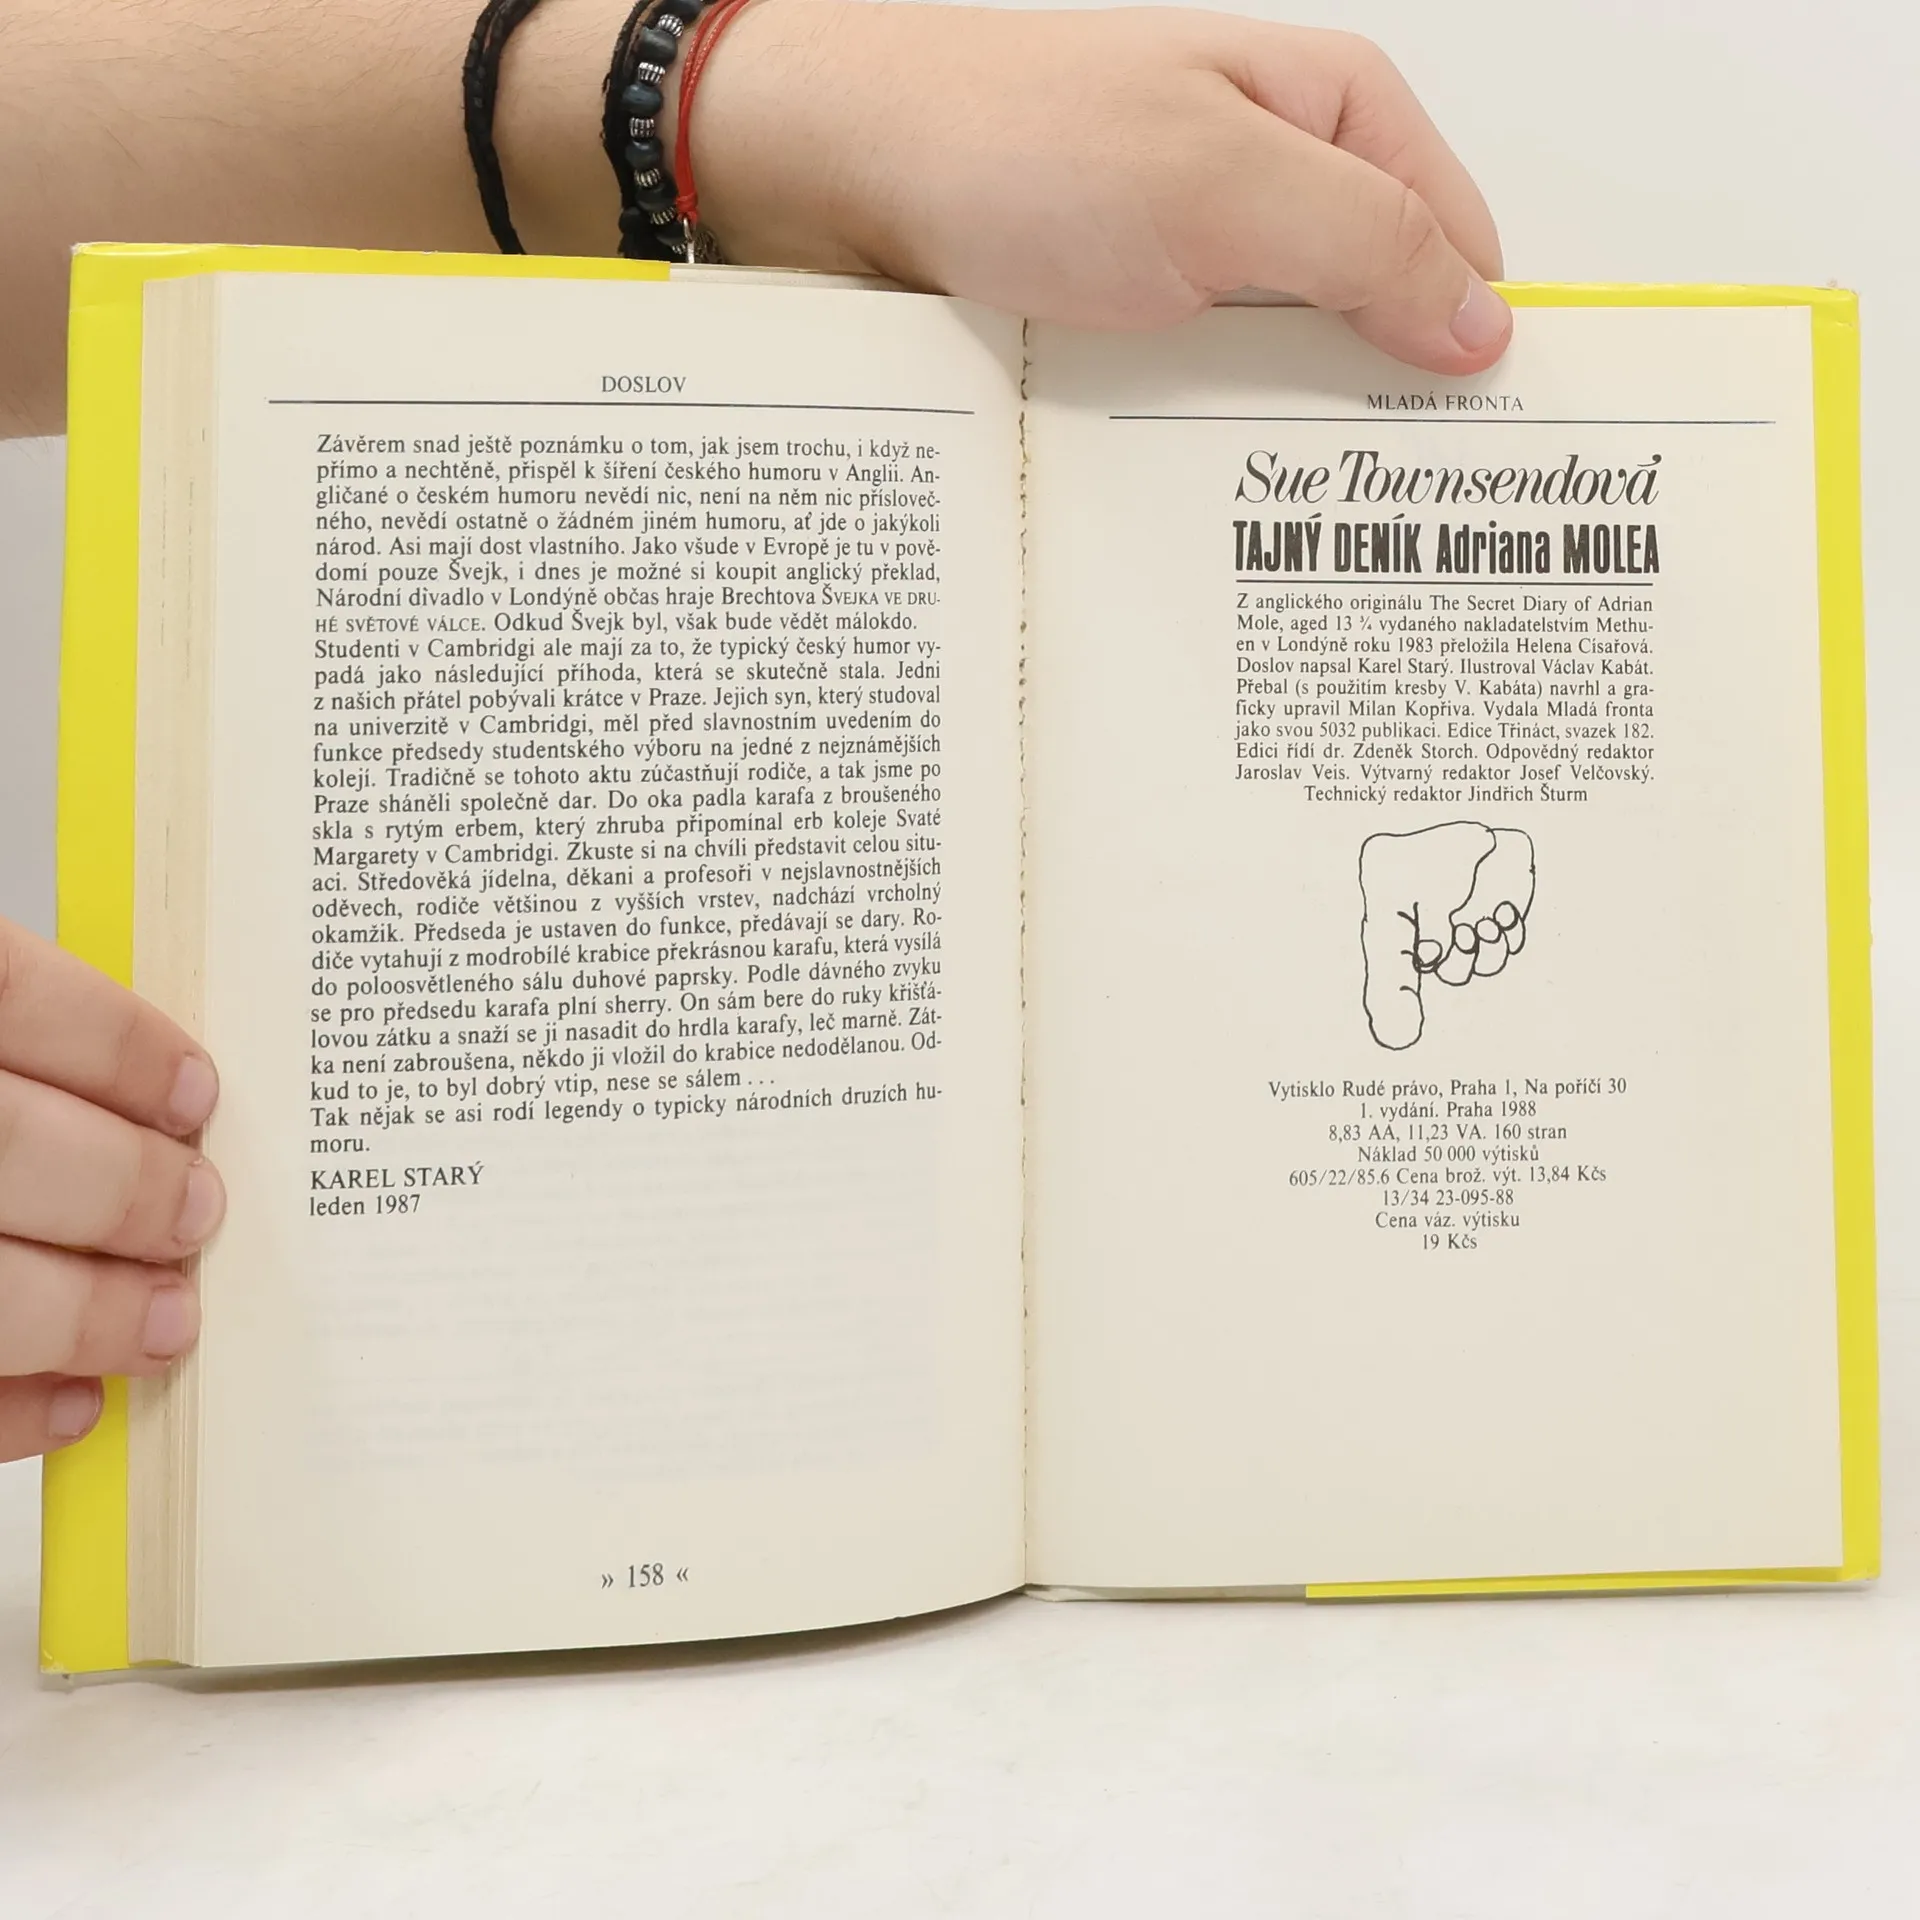 DOSLOV
Závěrem snad ještě poznámku o tom, jak jsem trochu, i když ne-
přímo a nechtěně, přispěl k šíření českého humoru v Anglii. An-
gličané o českém humoru nevědí nic, není na něm nic příslověč-
ného, nevědí ostatně o žádném jiném humoru, ať jde o jakýkoli
národ. Asi mají dost vlastního. Jako všude v Evropě je tu v pově-
domí pouze Švejk, i dnes je možné si koupit anglický překlad,
Národní divadlo v Londýně občas hraje Brechtova ŠVEJKA VE DRU-
HÉ SVĚTOVÉ VÁLCE. Odkud Švejk byl, však bude vědět málokdo.
Studenti v Cambridgi ale mají za to, že typický český humor vy-
padá jako následující příhoda, která se skutečně stala. Jedni
z našich přátel pobývali krátce v Praze. Jejich syn, který studoval
na univerzitě v Cambridgi, měl před slavnostním uvedením do
funkce předsedy studentského výboru na jedné z nejznámějších
kolejí. Tradičně se tohoto aktu zúčastňují rodiče, a tak jsme po
Praze sháněli společně dar. Do oka padla karafa z broušeného
skla s rytým erbem, který zhruba připomínal erb koleje Svaté
Margarety v Cambridgi. Zkuste si na chvíli představit celou situ-
aci. Středověká jídelna, děkani a profesoři v nejslavnostnějších
oděvech, rodiče většinou z vyšších vrstev, nadchází vrcholný
okamžik. Předseda je ustaven do funkce, předávají se dary. Ro-
diče vytahují z modrobílé krabice překrásnou karafu, která vysílá
do poloosvětleného sálu duhové paprsky. Podle dávného zvyku
se pro předsedu karafa plní sherry. On sám bere do ruky křišťá-
lovou zátku a snaží se ji nasadit do hrdla karafy, leč marně. Zát-
ka není zabroušena, někdo ji vložil do krabice nedodělanou. Od-
kud to je, to byl dobrý vtip, nese se sálem ...
Tak nějak se asi rodí legendy o typicky národních druzích hu-
moru.
KAREL STARÝ
leden 1987
» 158 «
MLADÁ FRONTA
Sue Townsendová
TAJNÝ DENÍK Adriana MOLEA
Z anglického originálu The Secret Diary of Adrian
Mole, aged 13 ¾ vydaného nakladatelstvím Methu-
en v Londýně roku 1983 přeložila Helena Císařová.
Doslov napsal Karel Starý. Ilustroval Václav Kabát.
Přebal (s použitím kresby V. Kabáta) navrhl a gra-
ficky upravil Milan Kopřiva. Vydala Mladá fronta
jako svou 5032 publikaci. Edice Třináct, svazek 182.
Edici řídí dr. Zdeněk Storch. Odpovědný redaktor
Jaroslav Veis. Výtvarný redaktor Josef Velčovský.
Technický redaktor Jindřich Šturm
Vytisklo Rudé právo, Praha 1, Na poříčí 30
1. vydání. Praha 1988
8,83 AA, 11,23 VA. 160 stran
Náklad 50 000 výtisků
605/22/85.6 Cena brož. výt. 13,84 Kčs
13/34 23-095-88
Cena váz. výtisku
19 Kčs